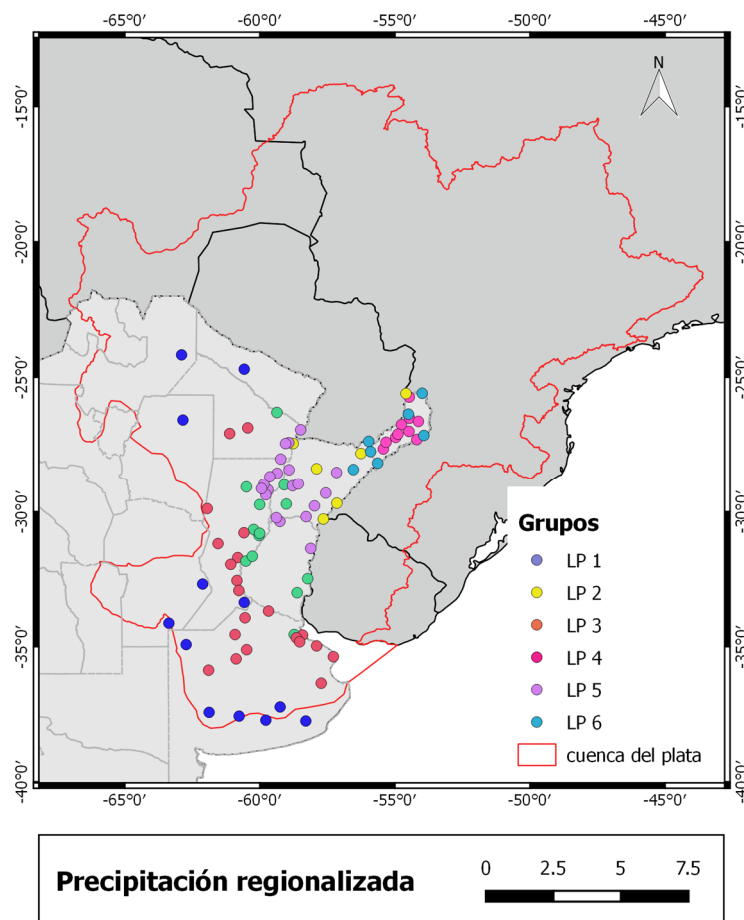 -65°0' -60°0' -55°0' -50°0' -45°0'
N
-15°0' -15°0'
-20°0' -20°0'
-25°0' -25°0'
-30°0' -30°0'
Grupos
LP 1
LP 2
LP 3
-35°0' -35°0'
LP 4
LP 5
LP 6
cuenca del plata
-40°0' -40°0'
-65°0' -60°0' -55°0' -50°0' -45°0'
Precipitación regionalizada
0 2.5 5 7.5